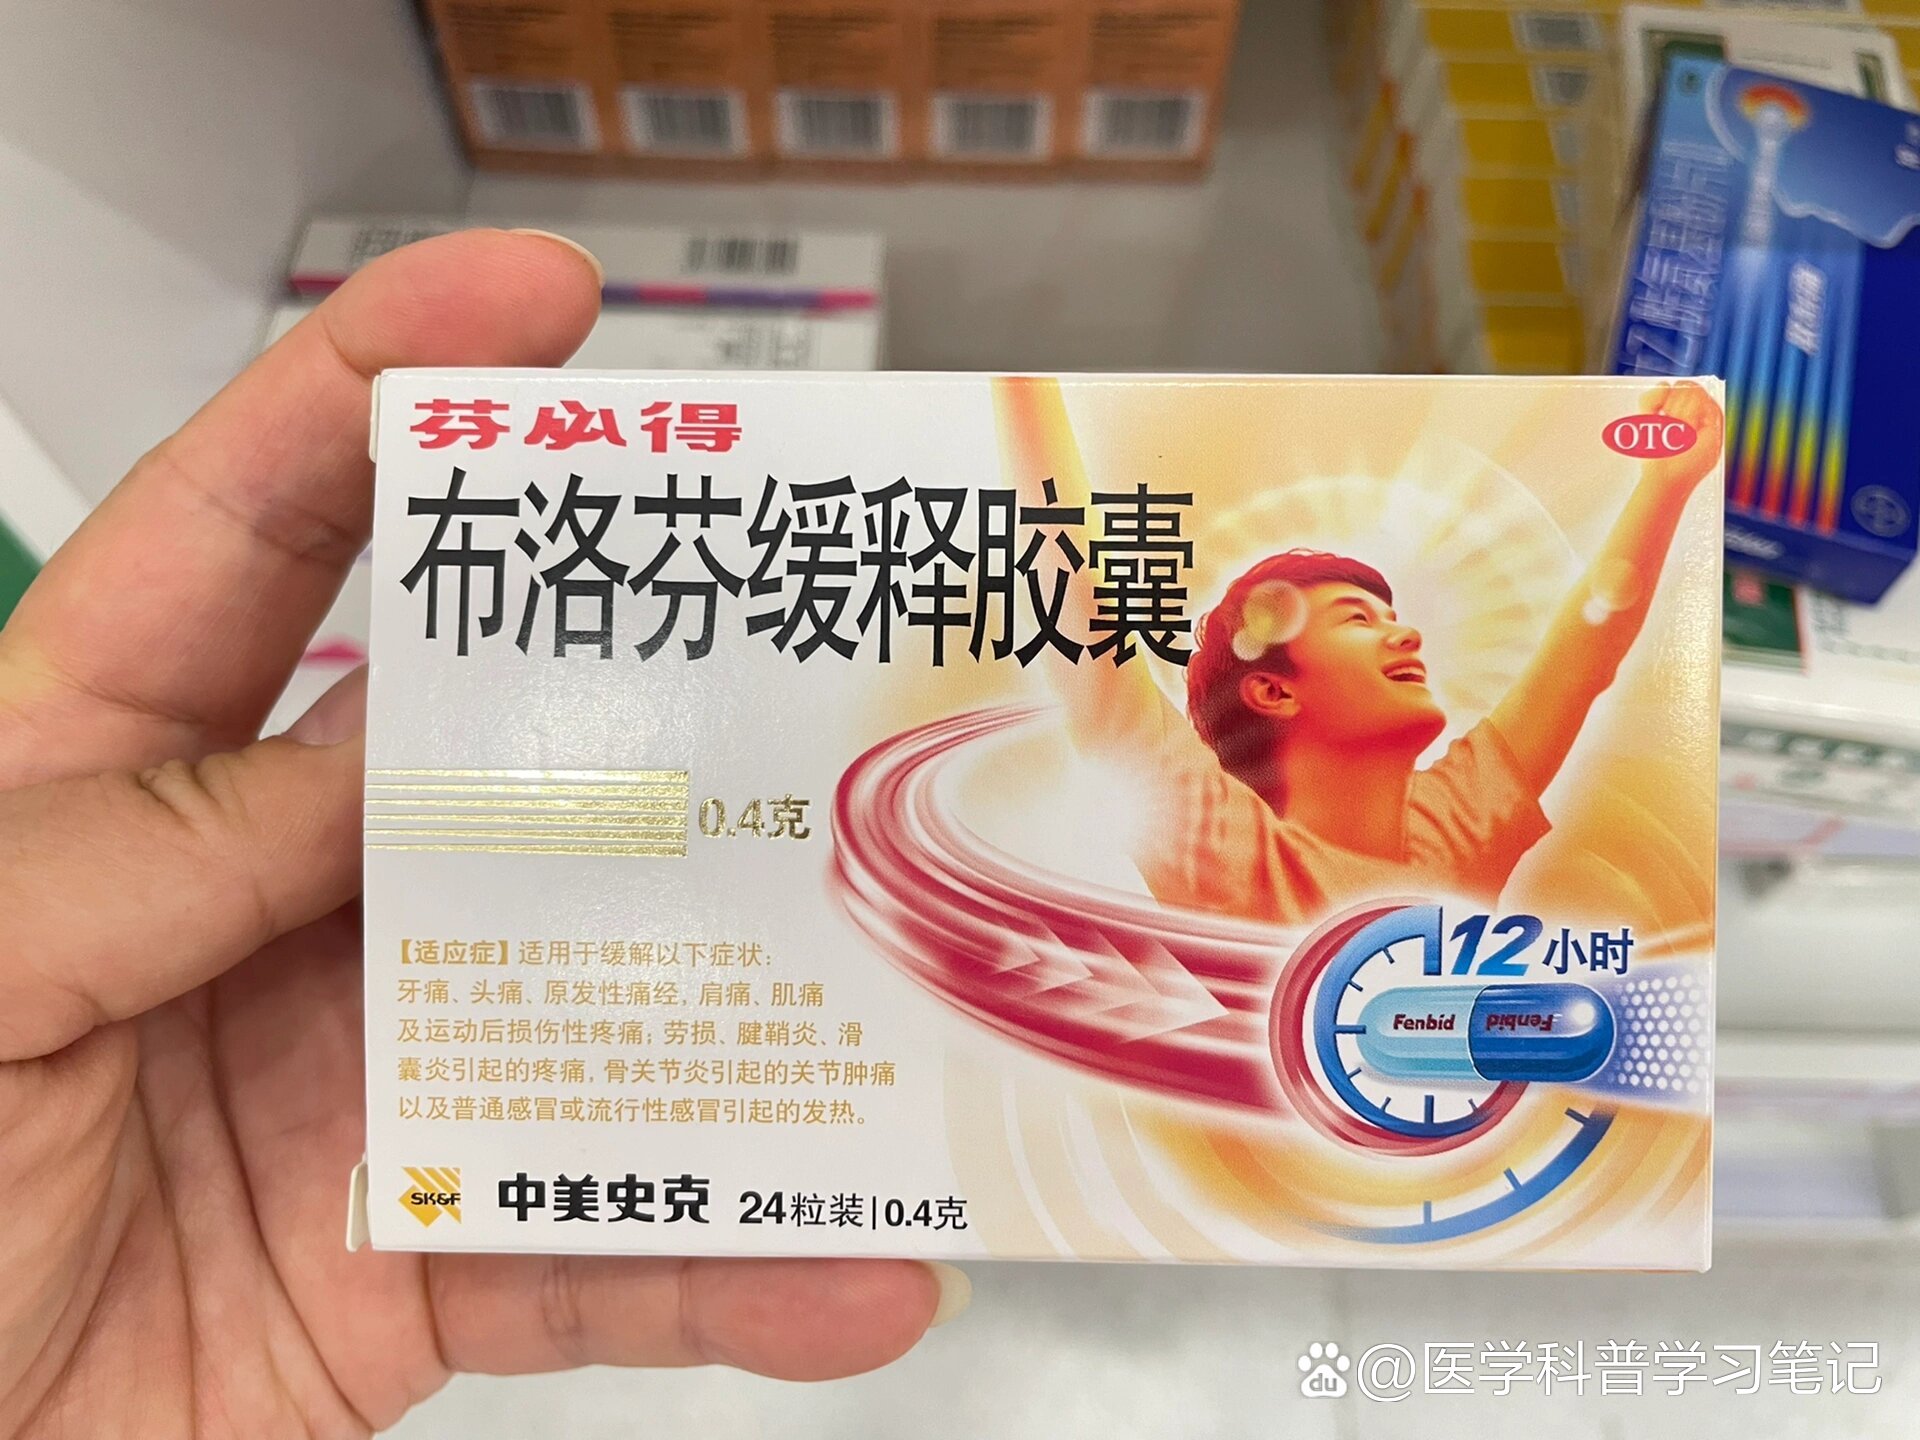 芬必得
OTC
布洛芬缓释胶囊
0.4克
【适应症】适用于缓解以下症状：
牙痛、头痛、原发性痛经，肩痛、肌痛
及运动后损伤性疼痛；劳损、腱鞘炎、滑
囊炎引起的疼痛，骨关节炎引起的关节肿痛
以及普通感冒或流行性感冒引起的发热。
12小时
Fenbid Fenbid
SK&F 中美史克 24粒装|0.4克
du @医学科普学习笔记